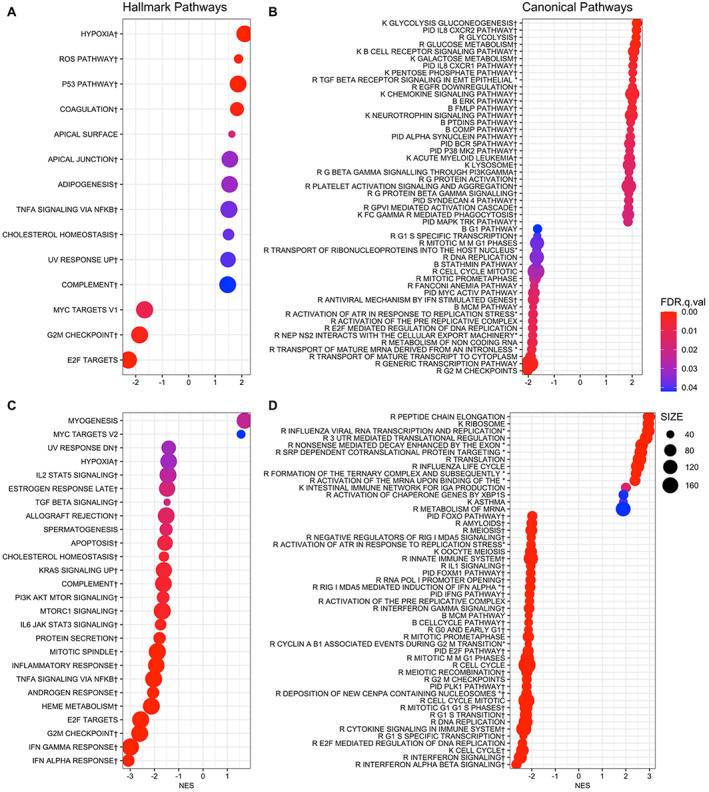 Hallmark Pathways
Canonical Pathways
A
HYPOXIA†
ROS PATHWAY†
P53 PATHWAY†
COAGULATION†
APICAL SURFACE
APICAL JUNCTION†
ADIPOGENESIS†
TNFA SIGNALING VIA NFKB†
CHOLESTEROL HOMEOSTASIS†
UV RESPONSE UP†
COMPLEMENT†
MYC TARGETS V1
G2M CHECKPOINT†
E2F TARGETS
-2 -1 0 1 2
B
K GLYCOLYSIS GLUCONEOGENESIS†
PID IL8 CXCR2 PATHWAY†
R GLYCOLYSIS†
R GLUCOSE METABOLISM†
K B CELL RECEPTOR SIGNALING PATHWAY†
K GALACTOSE METABOLISM†
PID IL8 CXCR1 PATHWAY†
K PENTOSE PHOSPHATE PATHWAY†
R TGF BETA RECEPTOR SIGNALING IN EMT EPITHELIAL *
R EGFR DOWNREGULATION†
K CHEMOKINE SIGNALING PATHWAY†
B ERK PATHWAY†
B FMLP PATHWAY†
K NEUROTROPHIN SIGNALING PATHWAY†
B PTDINS PATHWAY†
B COMP PATHWAY†
PID ALPHA SYNUCLEIN PATHWAY†
PID BCR 5PATHWAY†
PID P38 MK2 PATHWAY†
K ACUTE MYELOID LEUKEMIA†
K LYSOSOME†
R G BETA GAMMA SIGNALLING THROUGH PI3KGAMMA†
R G PROTEIN ACTIVATION†
R PLATELET ACTIVATION SIGNALING AND AGGREGATION†
R G PROTEIN BETA GAMMA SIGNALLING†
PID SYNDECAN 4 PATHWAY†
R GPVI MEDIATED ACTIVATION CASCADE†
K FC GAMMA R MEDIATED PHAGOCYTOSIS†
PID MAPK TRK PATHWAY†
B G1 PATHWAY†
R G1 S SPECIFIC TRANSCRIPTION†
R MITOTIC M M G1 PHASES
R TRANSPORT OF RIBONUCLEOPROTEINS INTO THE HOST NUCLEUS*
R DNA REPLICATION
B STATHMIN PATHWAY
R CELL CYCLE MITOTIC
R MITOTIC PROMETAPHASE
R FANCONI ANEMIA PATHWAY
PID MYC ACTIV PATHWAY
R ANTIVIRAL MECHANISM BY IFN STIMULATED GENES†
B MCM PATHWAY
R ACTIVATION OF ATR IN RESPONSE TO REPLICATION STRESS*
R ACTIVATION OF THE PRE REPLICATIVE COMPLEX
R E2F MEDIATED REGULATION OF DNA REPLICATION
R NEP NS2 INTERACTS WITH THE CELLULAR EXPORT MACHINERY*
R METABOLISM OF NON CODING RNA
R TRANSPORT OF MATURE MRNA DERIVED FROM AN INTRONLESS *
R TRANSPORT OF MATURE TRANSCRIPT TO CYTOPLASM
R GENERIC TRANSCRIPTION PATHWAY
R G2 M CHECKPOINTS
-2 -1 0 1 2
FDR.q.val
0.00
0.01
0.02
0.03
0.04
SIZE
40
80
120
160
C
MYOGENESIS
MYC TARGETS V2
UV RESPONSE DN†
HYPOXIA†
IL2 STAT5 SIGNALING†
ESTROGEN RESPONSE LATE†
TGF BETA SIGNALING†
ALLOGRAFT REJECTION†
SPERMATOGENESIS
APOPTOSIS†
CHOLESTEROL HOMEOSTASIS†
KRAS SIGNALING UP†
COMPLEMENT†
PI3K AKT MTOR SIGNALING†
MTORC1 SIGNALING†
IL6 JAK STAT3 SIGNALING†
PROTEIN SECRETION†
MITOTIC SPINDLE†
INFLAMMATORY RESPONSE†
TNFA SIGNALING VIA NFKB†
ANDROGEN RESPONSE†
HEME METABOLISM†
E2F TARGETS
G2M CHECKPOINT†
IFN GAMMA RESPONSE†
IFN ALPHA RESPONSE†
-3 -2 -1 0 1
NES
D
R PEPTIDE CHAIN ELONGATION
K RIBOSOME
R INFLUENZA VIRAL RNA TRANSCRIPTION AND REPLICATION*
R 3 UTR MEDIATED TRANSLATIONAL REGULATION
R NONSENSE MEDIATED DECAY ENHANCED BY THE EXON *
R SRP DEPENDENT COTRANSLATIONAL PROTEIN TARGETING *
R TRANSLATION
R INFLUENZA LIFE CYCLE
R FORMATION OF THE TERNARY COMPLEX AND SUBSEQUENTLY *
R ACTIVATION OF THE MRNA UPON BINDING OF THE *
K INTESTINAL IMMUNE NETWORK FOR IGA PRODUCTION
R ACTIVATION OF CHAPERONE GENES BY XBP1S
K ASTHMA
R METABOLISM OF MRNA
PID FOXO PATHWAY†
R AMYLOIDS†
R MEIOSIS†
R NEGATIVE REGULATORS OF RIG I MDA5 SIGNALING†
R ACTIVATION OF ATR IN RESPONSE TO REPLICATION STRESS*
K OOCYTE MEIOSIS
R INNATE IMMUNE SYSTEM†
R IL1 SIGNALING†
PID FOXM1 PATHWAY†
R RNA POL I PROMOTER OPENING†
R RIG I MDA5 MEDIATED INDUCTION OF IFN ALPHA *
PID IFNG PATHWAY†
R ACTIVATION OF THE PRE REPLICATIVE COMPLEX
R INTERFERON GAMMA SIGNALING†
B MCM PATHWAY
B CELLCYCLE PATHWAY†
R G0 AND EARLY G1†
R MITOTIC PROMETAPHASE
R CYCLIN A B1 ASSOCIATED EVENTS DURING G2 M TRANSITION*
PID E2F PATHWAY†
R MITOTIC M M G1 PHASES
R CELL CYCLE
R MEIOTIC RECOMBINATION†
R G2 M CHECKPOINTS
PID PLK1 PATHWAY†
R DEPOSITION OF NEW CENPA CONTAINING NUCLEOSOMES *†
R CELL CYCLE MITOTIC
R MITOTIC G1 G1 S PHASES†
R G1 S TRANSITION†
R DNA REPLICATION
R CYTOKINE SIGNALING IN IMMUNE SYSTEM†
R G1 S SPECIFIC TRANSCRIPTION†
R E2F MEDIATED REGULATION OF DNA REPLICATION
K CELL CYCLE†
R INTERFERON SIGNALING†
R INTERFERON ALPHA BETA SIGNALING†
-2 -1 0 1 2 3
NES